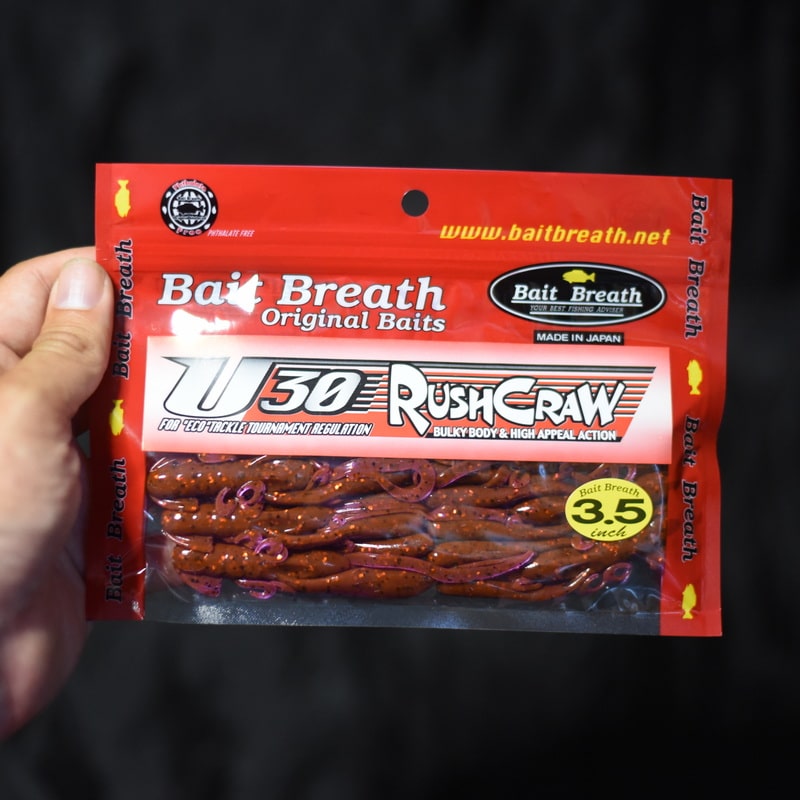 Phthalate
Free
PHTHALATE FREE
www.baitbreath.net
Bait Breath
Original Baits
Bait Breath
YOUR BEST FISHING ADVISER
MADE IN JAPAN
U30 RUSHCRAW
FOR "ECO" TACKLE TOURNAMENT REGULATION
BULKY BODY & HIGH APPEAL ACTION
Bait Breath
3.5
inch
Bait Breath
Bait Breath
Bait Breath
Bait Breath